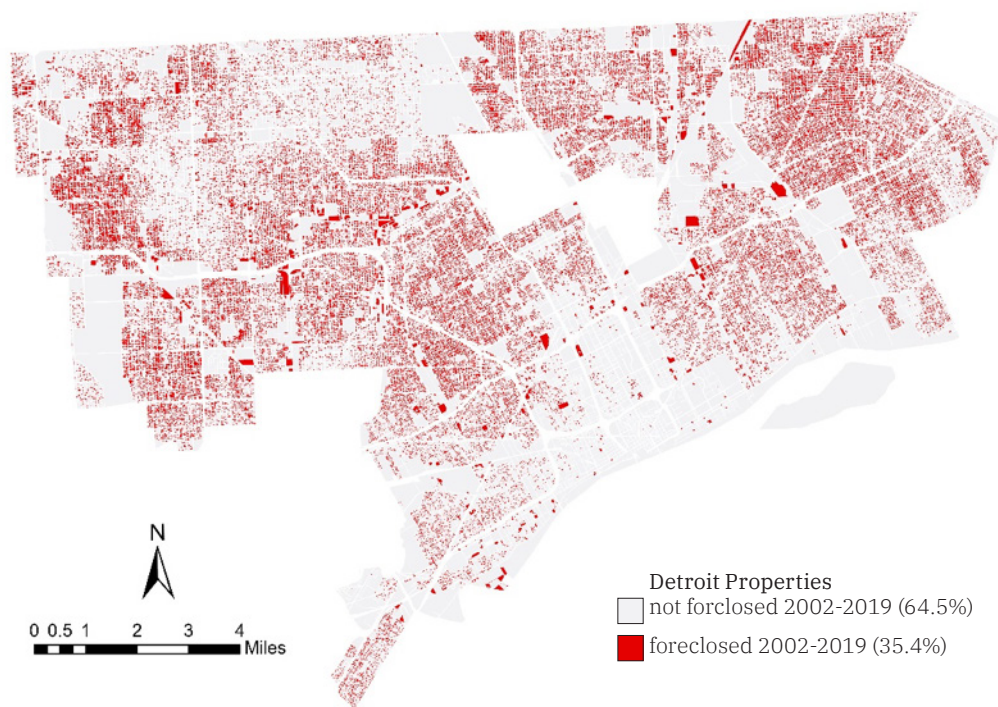 N
0 0.5 1 2 3 4
Miles
Detroit Properties
not forclosed 2002-2019 (64.5%)
foreclosed 2002-2019 (35.4%)